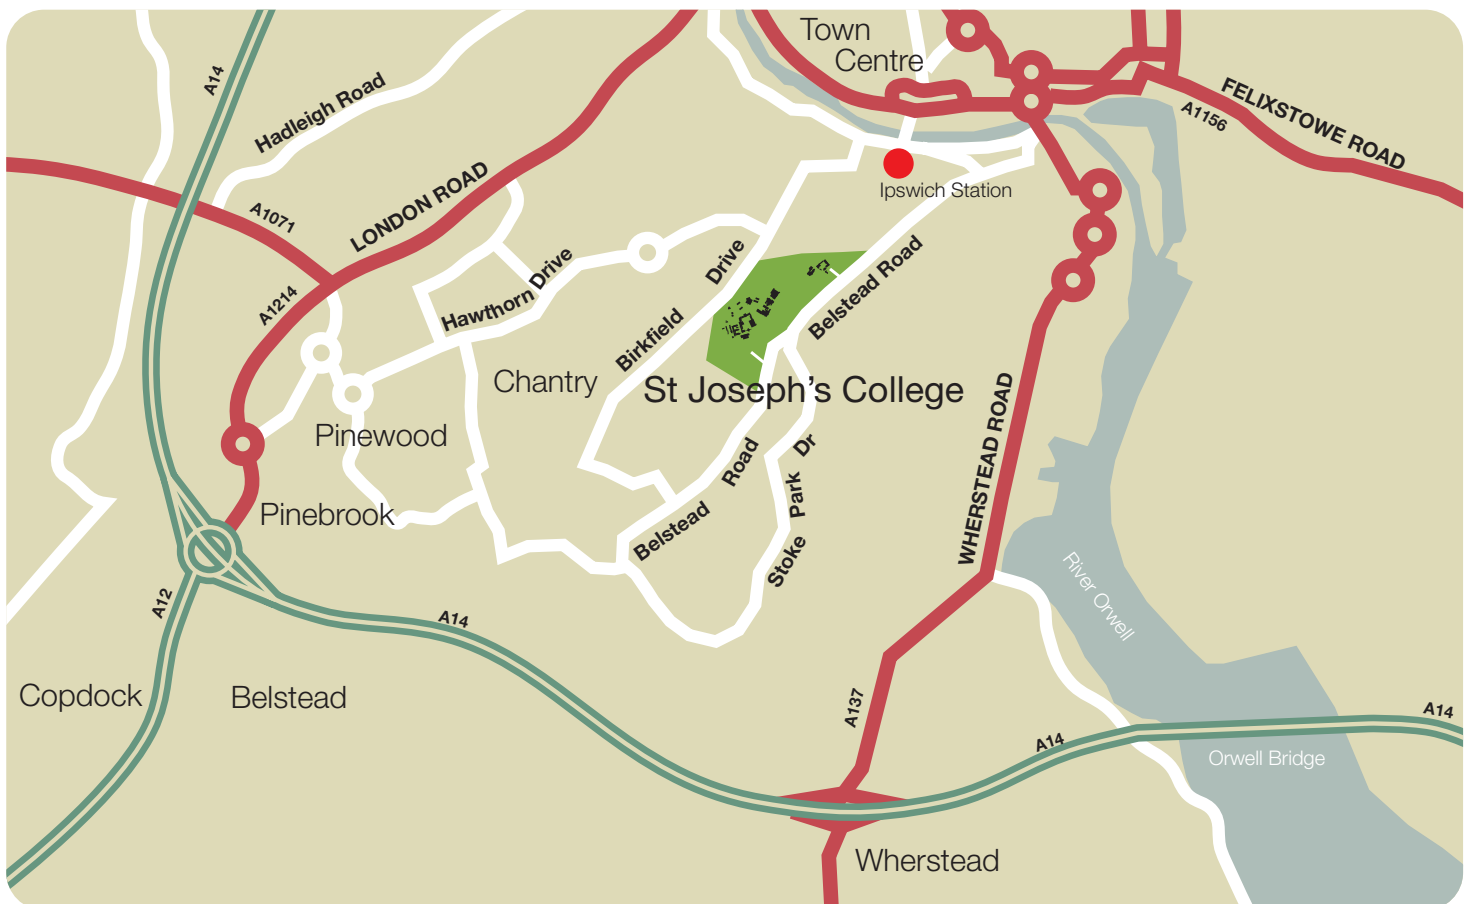 Town
Centre
A14
Hadleigh Road
FELIXSTOWE ROAD
A1156
Ipswich Station
LONDON ROAD
A1071
A1214
Hawthorn Drive
Birkfield Drive
Belstead Road
Chantry
St Joseph's College
Pinewood
Pinebrook
Belstead Road
Stoke Park Dr
WHERSTEAD ROAD
River Orwell
A12
A14
Copdock
Belstead
A137
A14
A14
Orwell Bridge
Wherstead